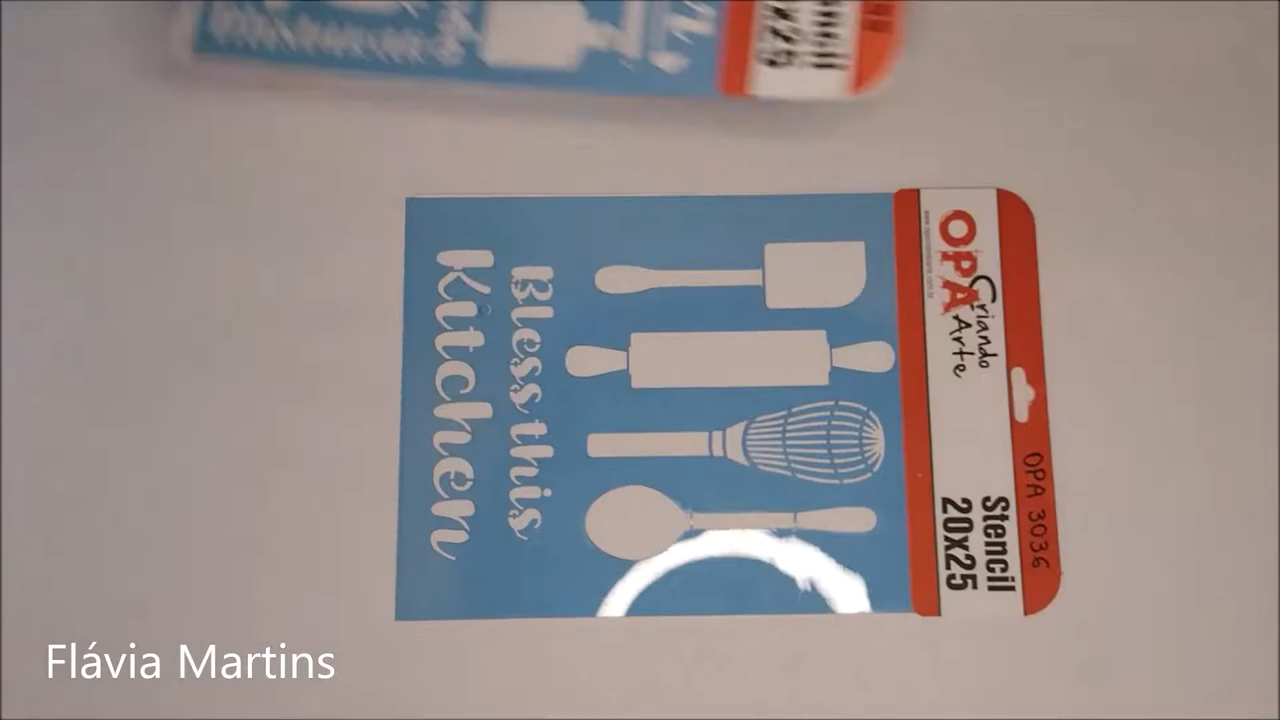 OPA
Criando
Arte
Stencil
20x25
OPA 3036
Bless this
Kitchen
Flávia Martins